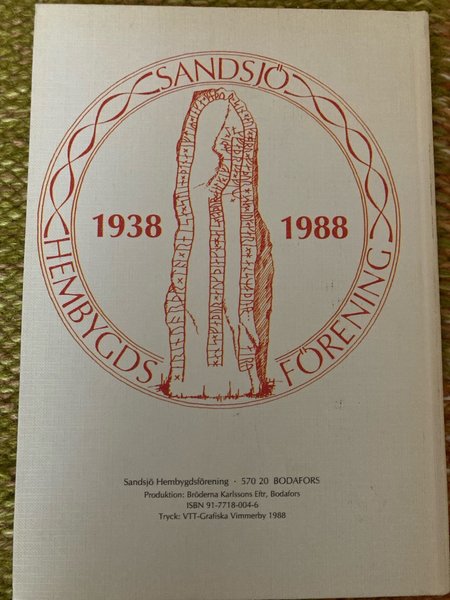 SANDSJÖ
HEMBYGDS
FÖRENING
1938
1988
Sandsjö Hembygdsförening · 570 20 BODAFORS
Produktion: Bröderna Karlssons Eftr, Bodafors
ISBN 91-7718-004-6
Tryck: VTT-Grafiska Vimmerby 1988